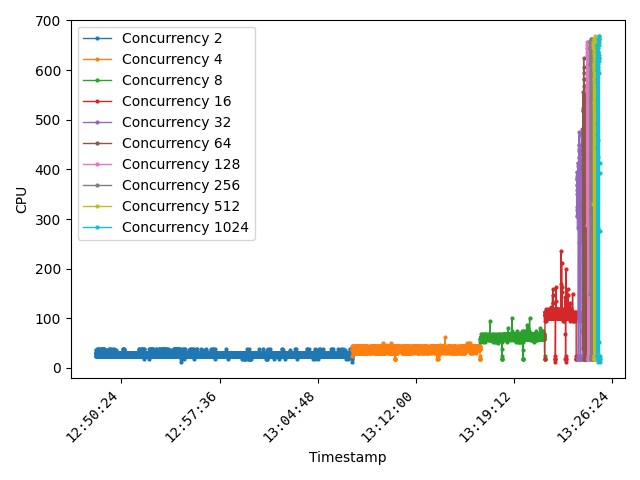 700
600
500
400
300
200
100
0
CPU
Concurrency 2
Concurrency 4
Concurrency 8
Concurrency 16
Concurrency 32
Concurrency 64
Concurrency 128
Concurrency 256
Concurrency 512
Concurrency 1024
12:50:24
12:57:36
13:04:48
13:12:00
13:19:12
13:26:24
Timestamp